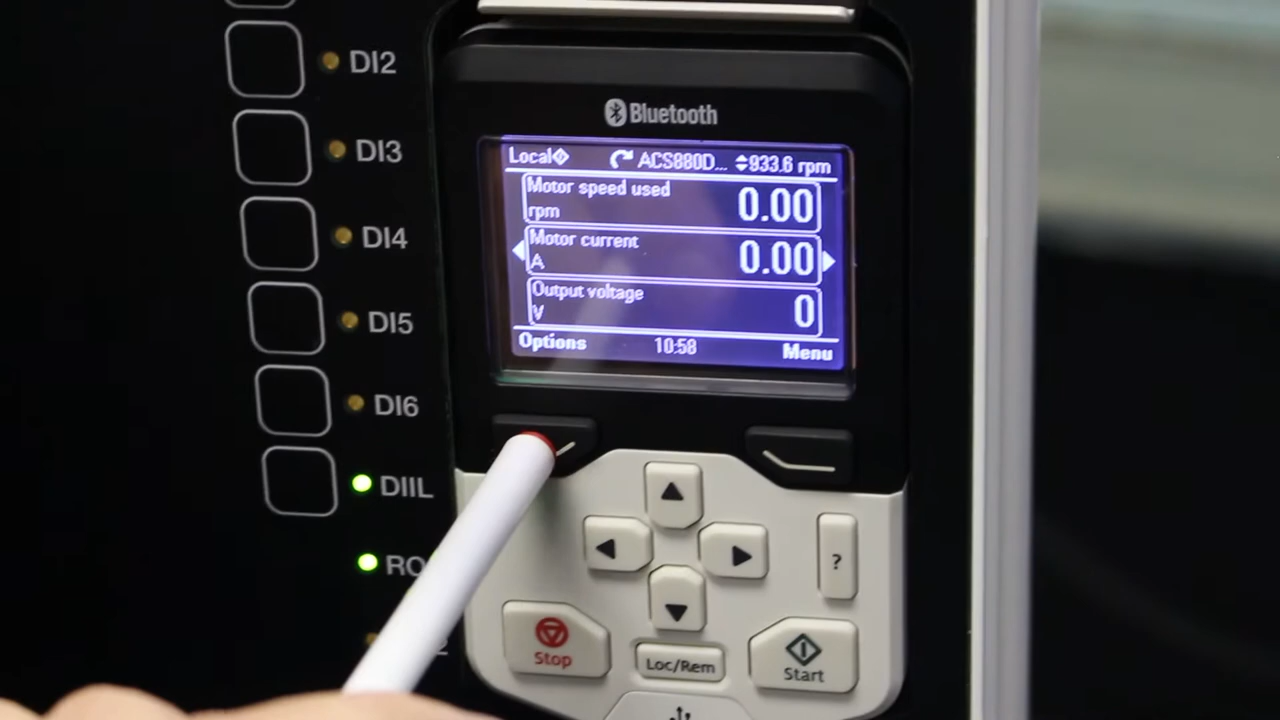 Bluetooth
DI2
DI3
DI4
DI5
DI6
DIIL
Local ACS880D... 933.6 rpm
Motor speed used
rpm 0.00
Motor current
A 0.00
Output voltage
V 0
Options 10:58 Menu
?
Stop Loc/Rem Start